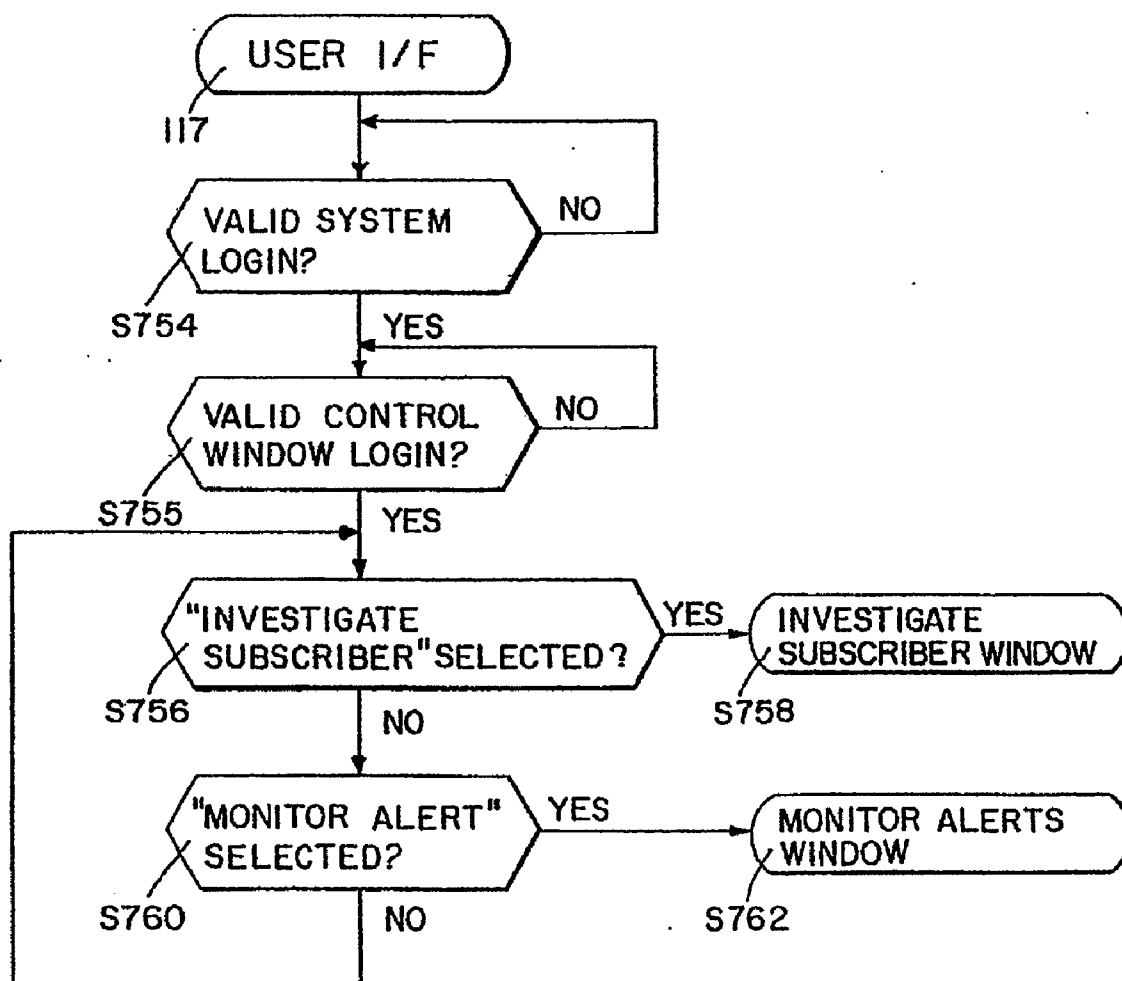 USER I/F
117
VALID SYSTEM
LOGIN?
NO
S754
YES
VALID CONTROL
WINDOW LOGIN?
NO
S755
YES
"INVESTIGATE
SUBSCRIBER" SELECTED?
YES
INVESTIGATE
SUBSCRIBER WINDOW
S756
NO
S758
"MONITOR ALERT"
SELECTED?
YES
MONITOR ALERTS
WINDOW
S760
NO
S762